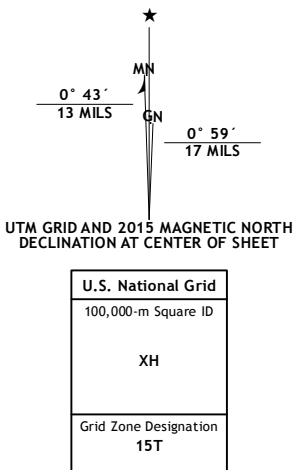 ★
MN
0° 43´
13 MILS
GN
0° 59´
17 MILS
UTM GRID AND 2015 MAGNETIC NORTH
DECLINATION AT CENTER OF SHEET
U.S. National Grid
100,000-m Square ID
XH
Grid Zone Designation
15T